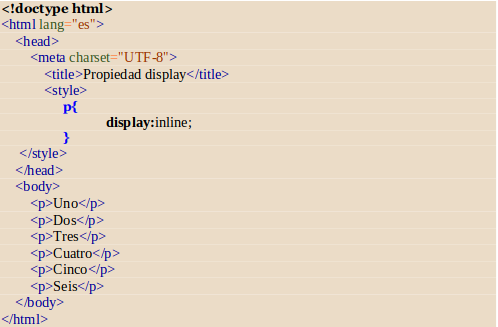 <!doctype html>
<html lang="es">
<head>
<meta charset="UTF-8">
<title>Propiedad display</title>
<style>
p{
display:inline;
}
</style>
</head>
<body>
<p>Uno</p>
<p>Dos</p>
<p>Tres</p>
<p>Cuatro</p>
<p>Cinco</p>
<p>Seis</p>
</body>
</html>